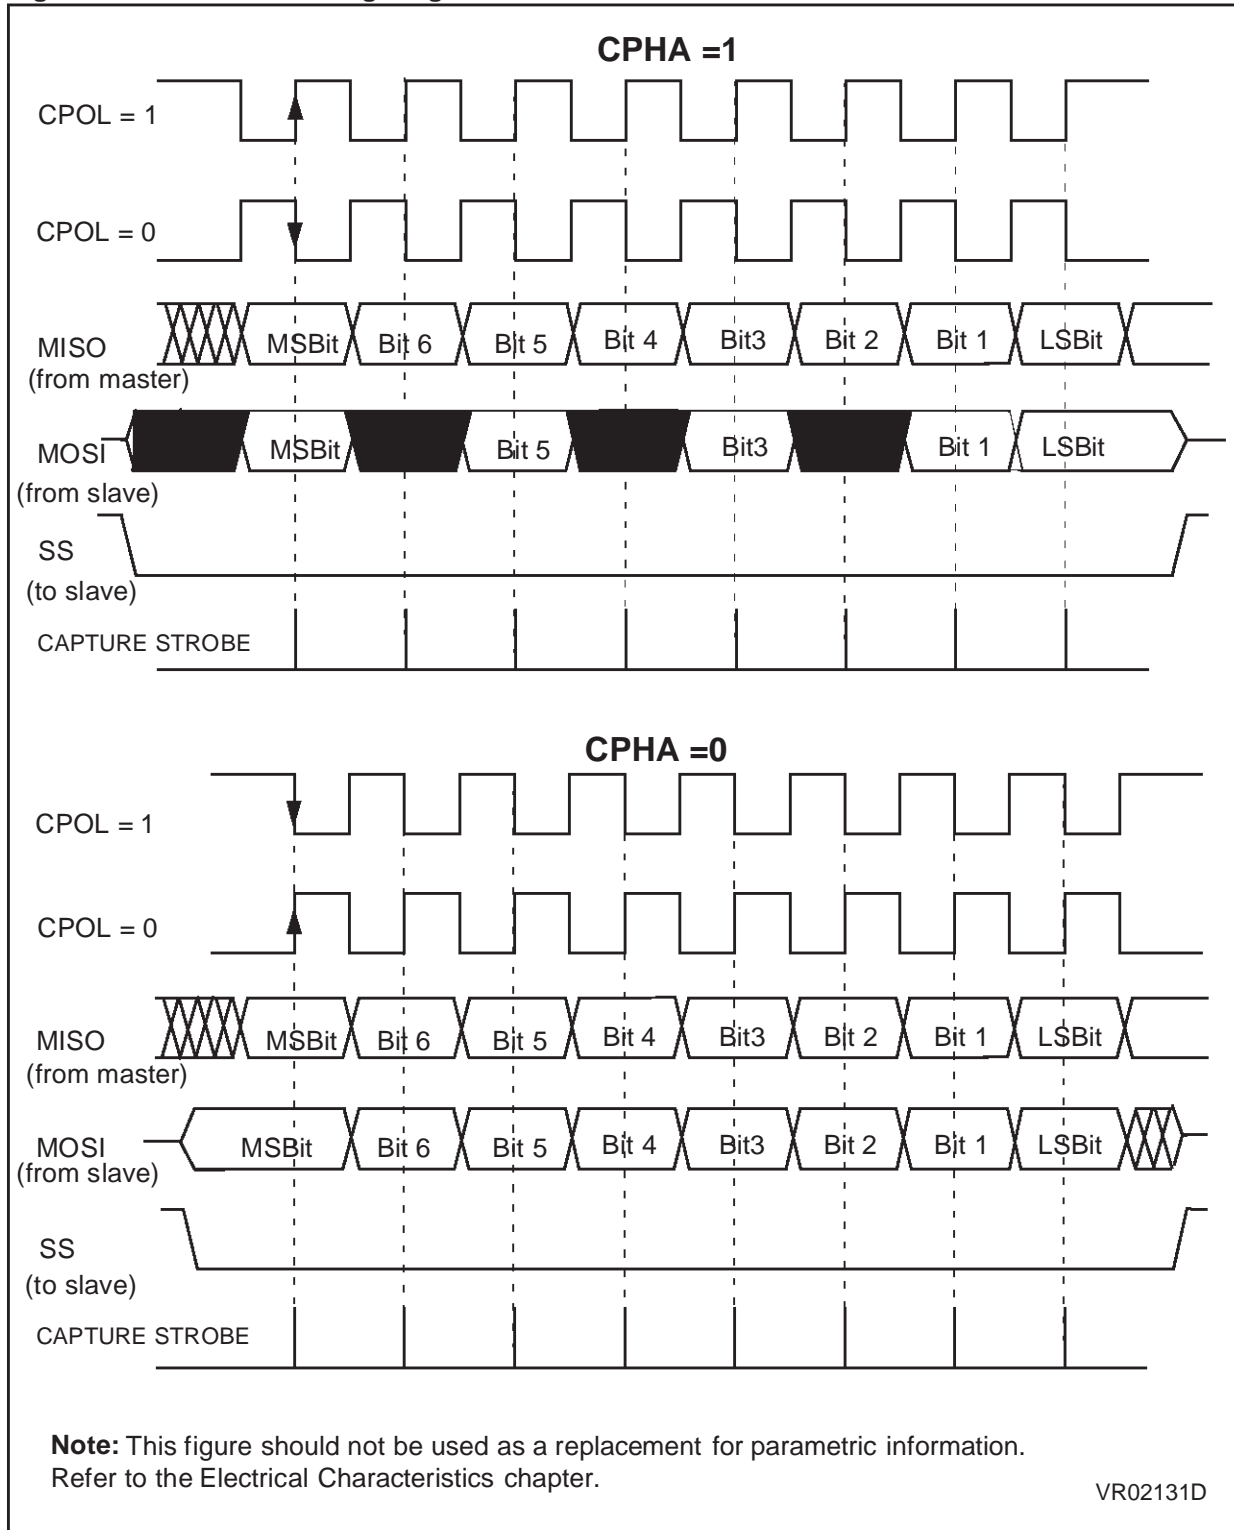 CPHA =1
CPOL = 1
CPOL = 0
MISO
(from master)
MSBit Bit 6 Bit 5 Bit 4 Bit3 Bit 2 Bit 1 LSBit
MOSI
(from slave)
MSBit Bit 5 Bit3 Bit 1 LSBit
SS
(to slave)
CAPTURE STROBE
CPHA =0
CPOL = 1
CPOL = 0
MISO
(from master)
MSBit Bit 6 Bit 5 Bit 4 Bit3 Bit 2 Bit 1 LSBit
MOSI
(from slave)
MSBit Bit 6 Bit 5 Bit 4 Bit3 Bit 2 Bit 1 LSBit
SS
(to slave)
CAPTURE STROBE
Note: This figure should not be used as a replacement for parametric information.
Refer to the Electrical Characteristics chapter.
VR02131D